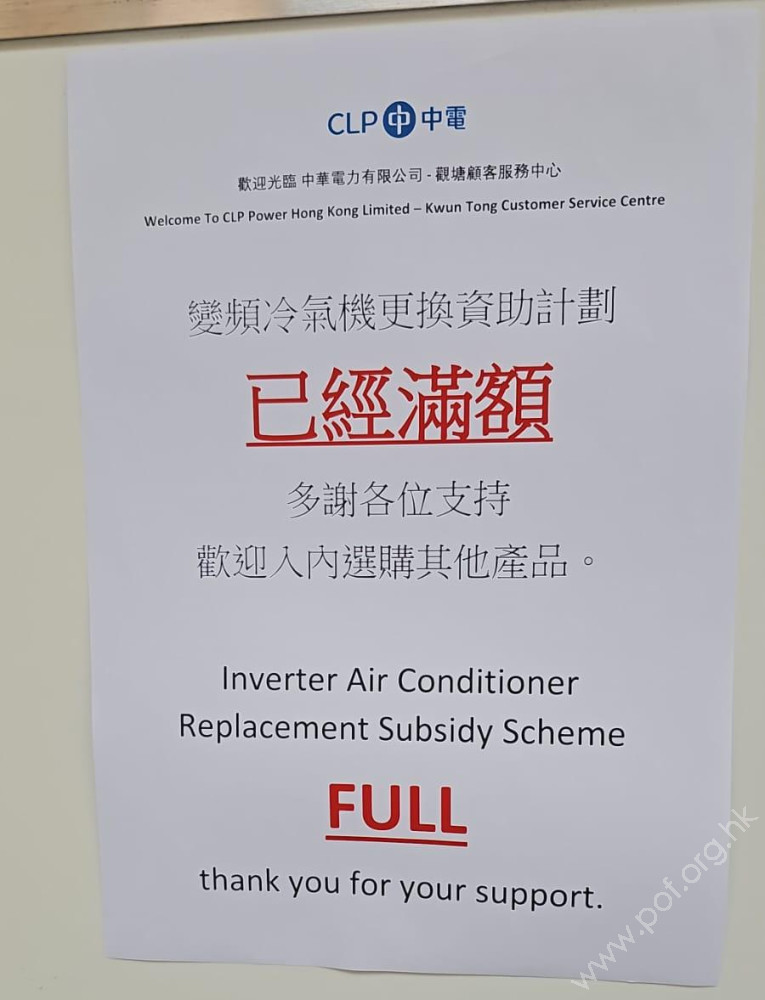 CLP 中電
歡迎光臨 中華電力有限公司 - 觀塘顧客服務中心
Welcome To CLP Power Hong Kong Limited – Kwun Tong Customer Service Centre
變頻冷氣機更換資助計劃
已經滿額
多謝各位支持
歡迎入內選購其他產品。
Inverter Air Conditioner
Replacement Subsidy Scheme
FULL
thank you for your support.
www.pof.org.hk